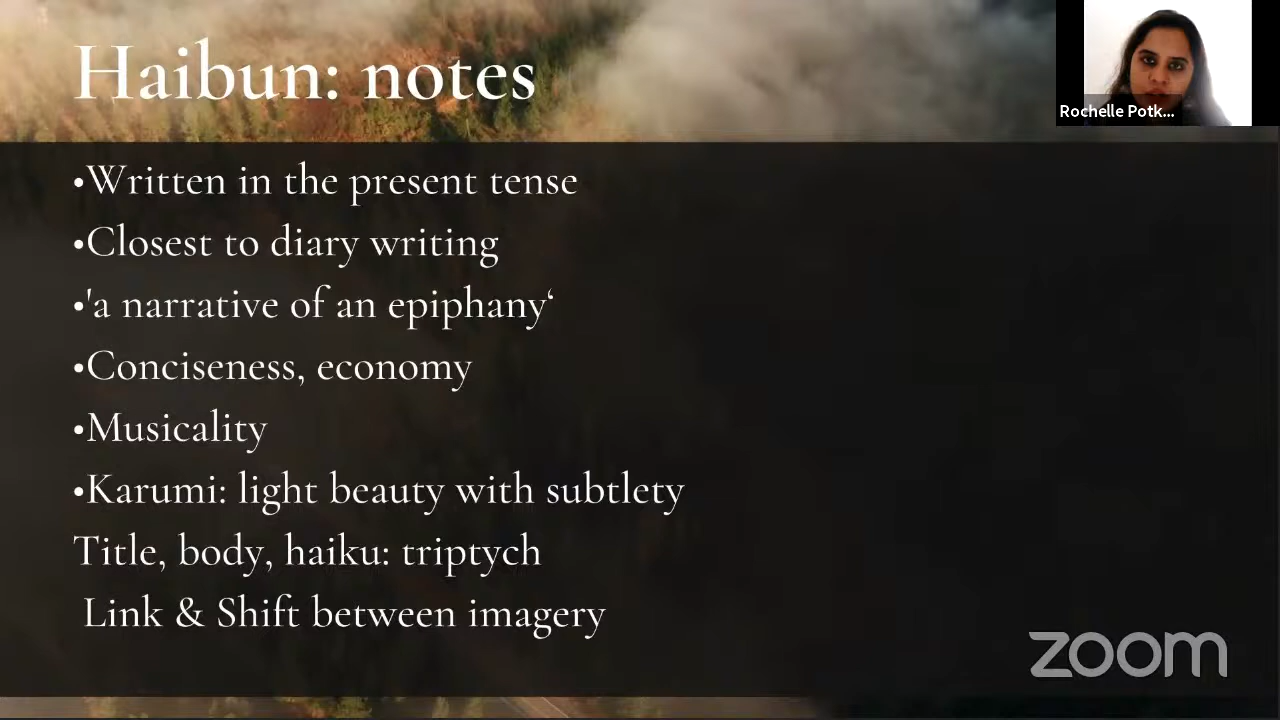 Haibun: notes
Rochelle Potk...
•Written in the present tense
•Closest to diary writing
•'a narrative of an epiphany‘
•Conciseness, economy
•Musicality
•Karumi: light beauty with subtlety
Title, body, haiku: triptych
Link & Shift between imagery
zoom